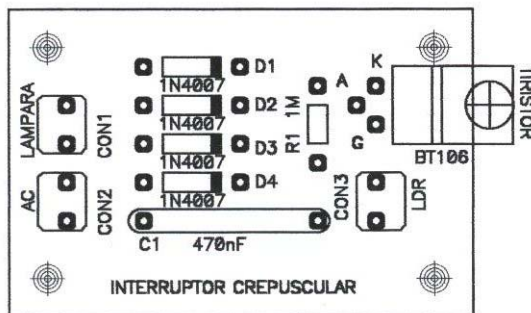 D1
1N4007
D2
1N4007
D3
1N4007
D4
1N4007
LAMPARA
CON1
AC
CON2
C1
470nF
R1
1M
A
K
G
BT106
TIRISTOR
CON3
LDR
INTERRUPTOR CREPUSCULAR